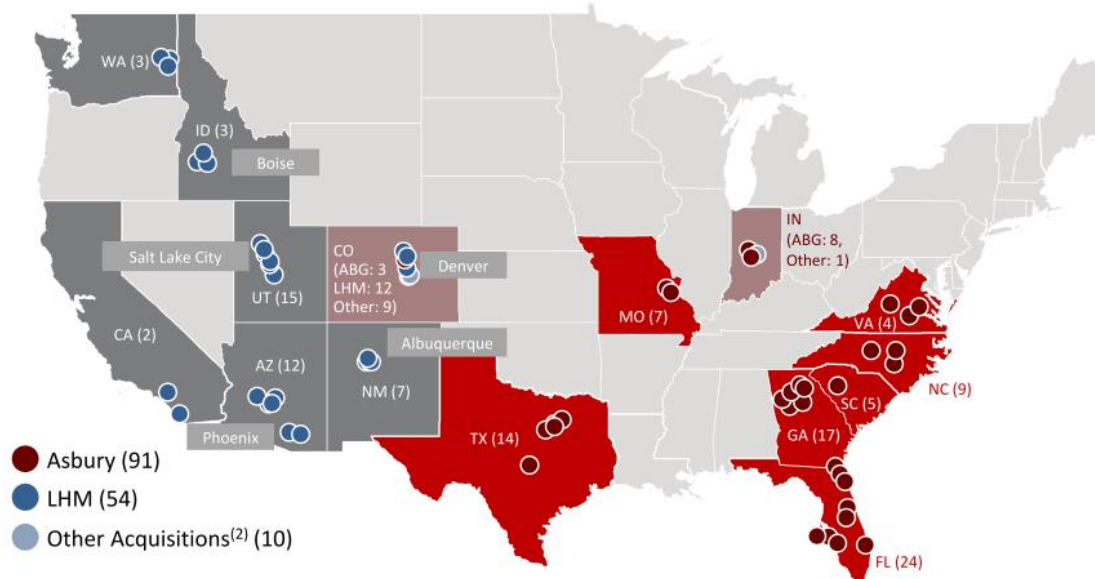 WA (3)
ID (3)
Boise
Salt Lake City
UT (15)
CO
(ABG: 3
LHM: 12
Other: 9)
Denver
IN
(ABG: 8,
Other: 1)
MO (7)
VA (4)
CA (2)
AZ (12)
Albuquerque
NM (7)
NC (9)
SC (5)
GA (17)
TX (14)
Phoenix
FL (24)
Asbury (91)
LHM (54)
Other Acquisitions(2) (10)